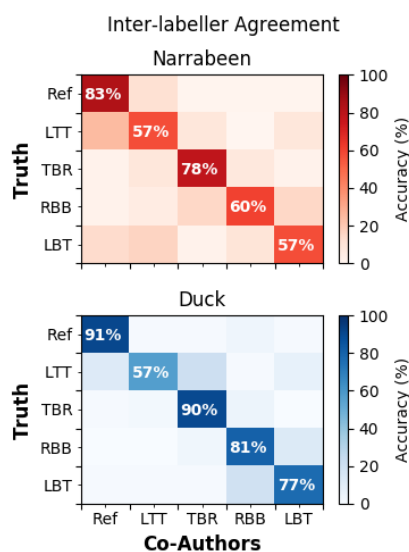 Inter-labeller Agreement
Narrabeen
Ref
LTT
TBR
RBB
LBT
Truth
83%
57%
78%
60%
57%
100
80
60
40
20
0
Accuracy (%)
Duck
Ref
LTT
TBR
RBB
LBT
Truth
91%
57%
90%
81%
77%
100
80
60
40
20
0
Accuracy (%)
Ref LTT TBR RBB LBT
Co-Authors